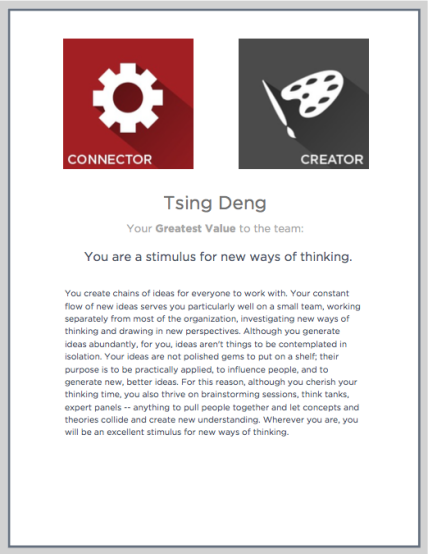 CONNECTOR
CREATOR
Tsing Deng
Your Greatest Value to the team:
You are a stimulus for new ways of thinking.
You create chains of ideas for everyone to work with. Your constant
flow of new ideas serves you particularly well on a small team, working
separately from most of the organization, investigating new ways of
thinking and drawing in new perspectives. Although you generate
ideas abundantly, for you, ideas aren't things to be contemplated in
isolation. Your ideas are not polished gems to put on a shelf; their
purpose is to be practically applied, to influence people, and to
generate new, better ideas. For this reason, although you cherish your
thinking time, you also thrive on brainstorming sessions, think tanks,
expert panels -- anything to pull people together and let concepts and
theories collide and create new understanding. Wherever you are, you
will be an excellent stimulus for new ways of thinking.